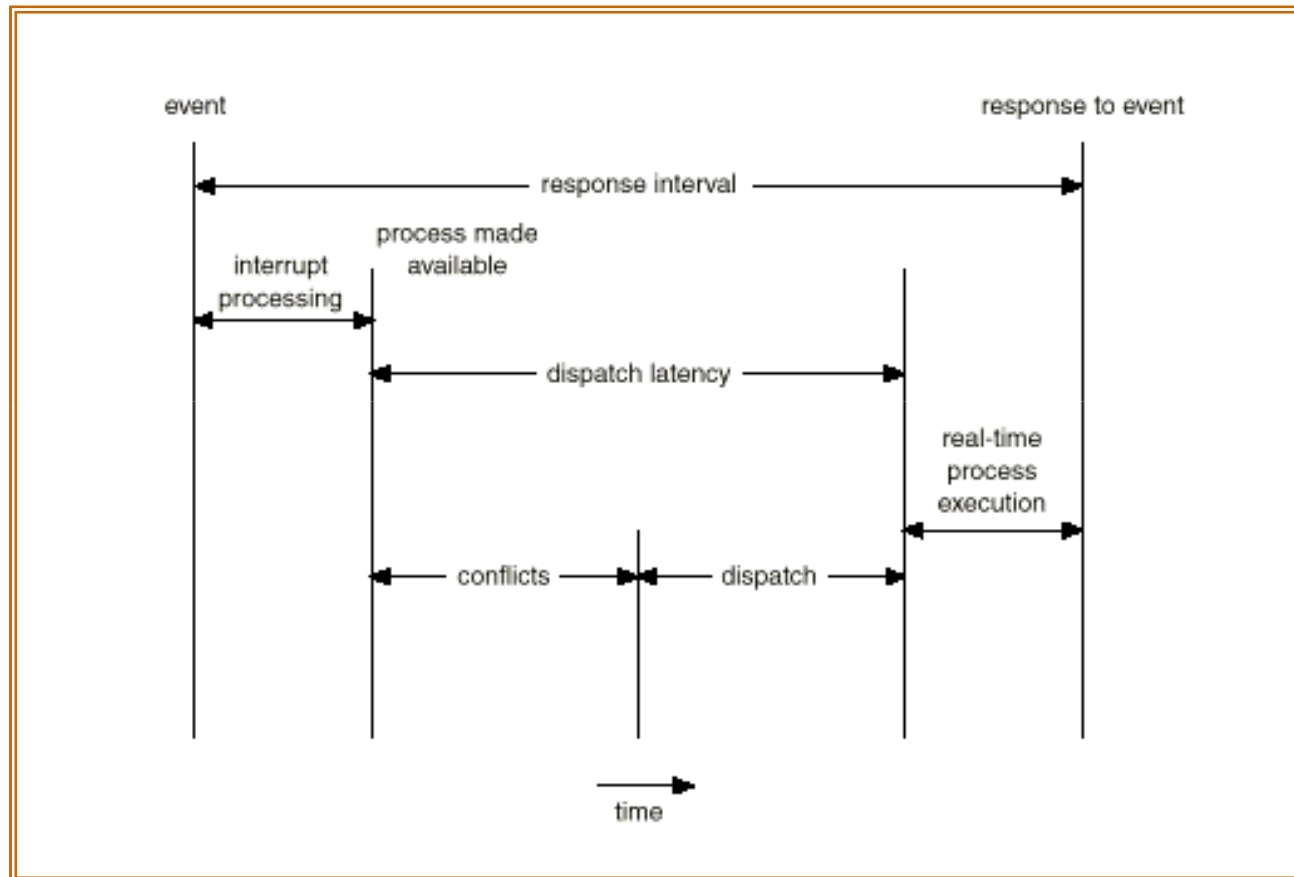 event
response to event
response interval
process made
available
interrupt
processing
dispatch latency
real-time
process
execution
conflicts
dispatch
time